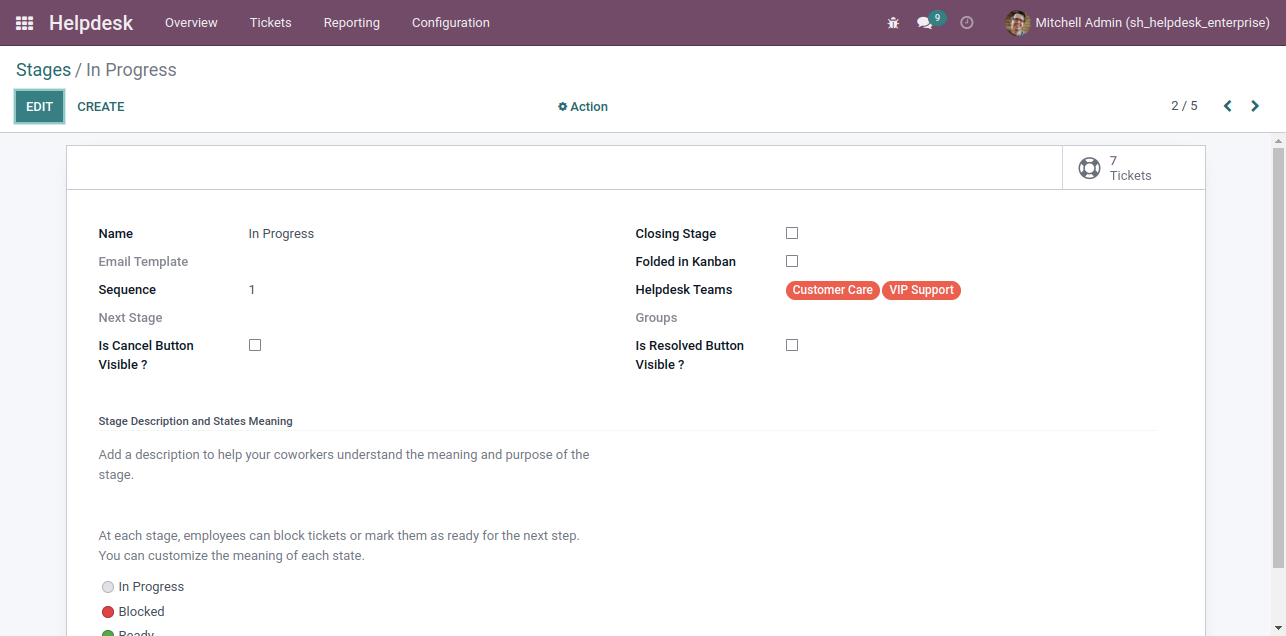 Helpdesk Overview Tickets Reporting Configuration 9 Mitchell Admin (sh_helpdesk_enterprise)
Stages / In Progress
EDIT CREATE Action 2 / 5
7
Tickets
Name In Progress Closing Stage
Email Template Folded in Kanban
Sequence 1 Helpdesk Teams Customer Care VIP Support
Next Stage Groups
Is Cancel Button Is Resolved Button
Visible ? Visible ?
Stage Description and States Meaning
Add a description to help your coworkers understand the meaning and purpose of the
stage.
At each stage, employees can block tickets or mark them as ready for the next step.
You can customize the meaning of each state.
In Progress
Blocked
Ready